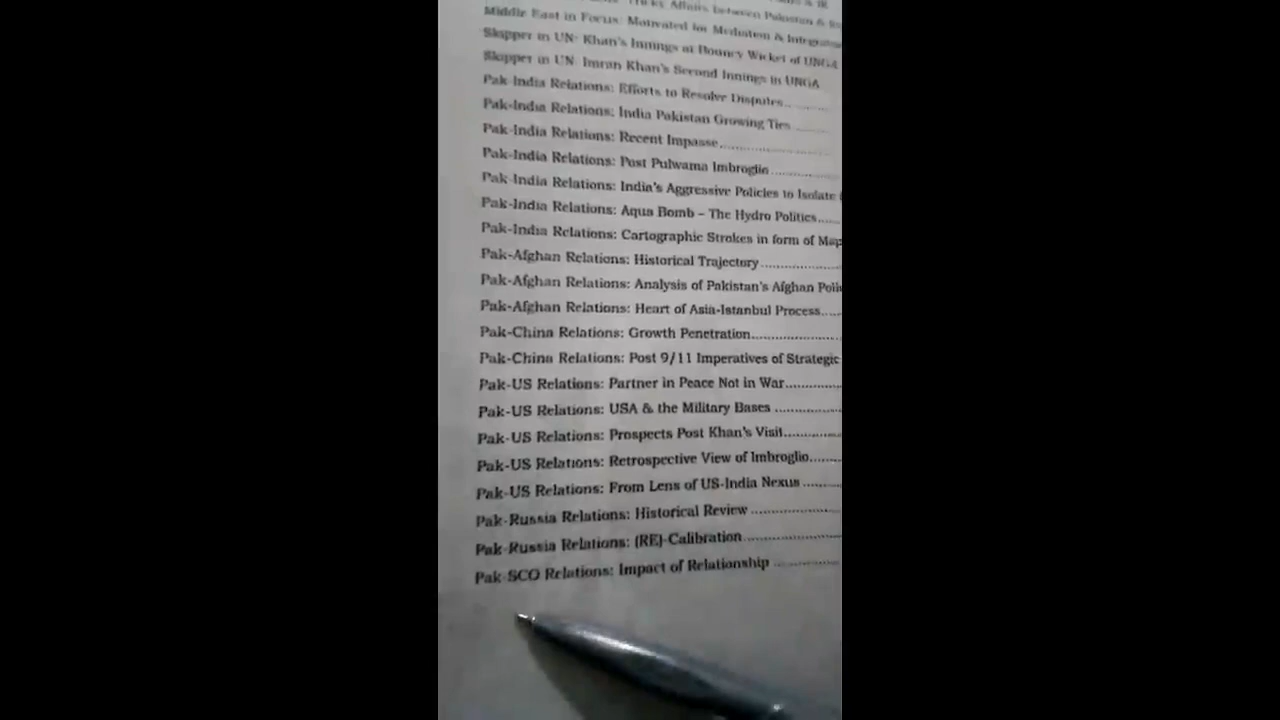 Affairs between Pakistan &
Middle East in Focus: Motivated for Mediation &
Skipper in UN: Khan's Innings at Bouncy Wicket of UNGA
Skipper in UN: Imran Khan's Second Innings in UNGA
Pak-India Relations: Efforts to Resolve Disputes..........
Pak-India Relations: India Pakistan Growing Ties .........
Pak-India Relations: Recent Impasse..........................
Pak-India Relations: Post Pulwama Imbroglio..............
Pak-India Relations: India's Aggressive Policies to Isolate
Pak-India Relations: Aqua Bomb – The Hydro Politics.....
Pak-India Relations: Cartographic Strokes in form of Map
Pak-Afghan Relations: Historical Trajectory ..................
Pak-Afghan Relations: Analysis of Pakistan's Afghan
Pak-Afghan Relations: Heart of Asia-Istanbul Process.....
Pak-China Relations: Growth Penetration......................
Pak-China Relations: Post 9/11 Imperatives of Strategic
Pak-US Relations: Partner in Peace Not in War..............
Pak-US Relations: USA & the Military Bases ................
Pak-US Relations: Prospects Post Khan's Visit..............
Pak-US Relations: Retrospective View of Imbroglio........
Pak-US Relations: From Lens of US-India Nexus .........
Pak-Russia Relations: Historical Review .....................
Pak-Russia Relations: (RE)-Calibration.......................
Pak-SCO Relations: Impact of Relationship ................